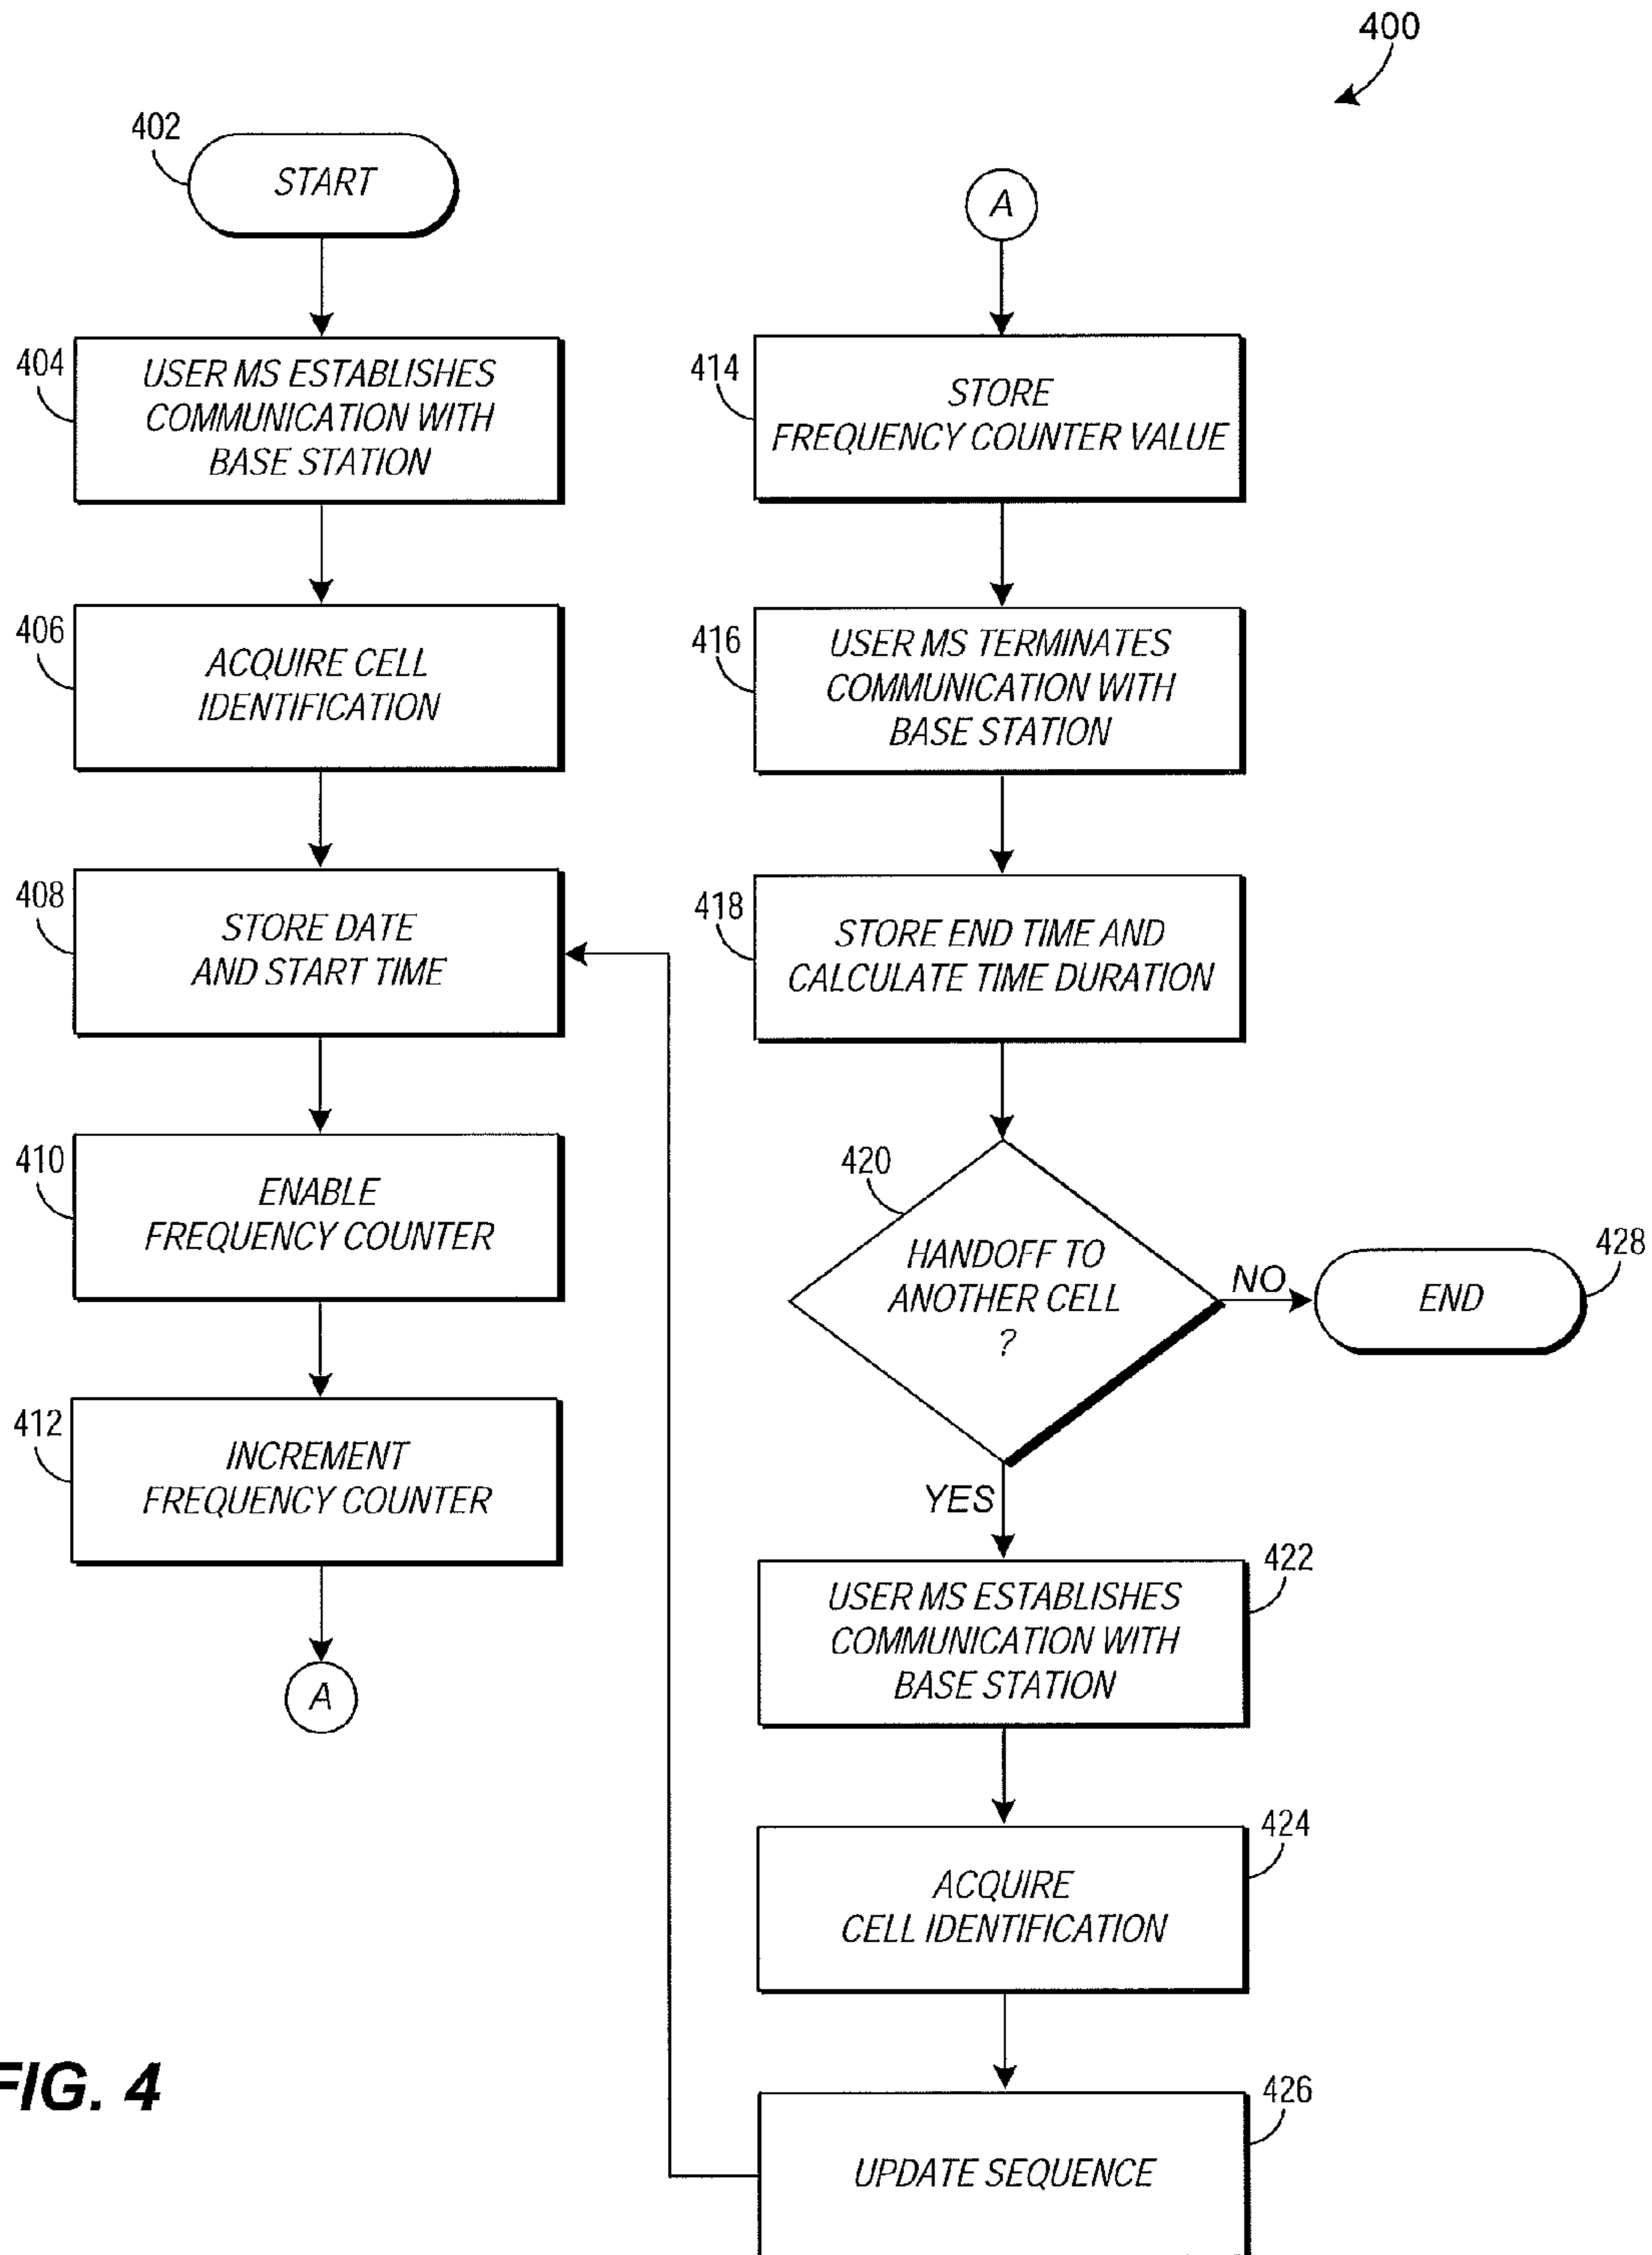 400
402
START
404
USER MS ESTABLISHES
COMMUNICATION WITH
BASE STATION
406
ACQUIRE CELL
IDENTIFICATION
408
STORE DATE
AND START TIME
410
ENABLE
FREQUENCY COUNTER
412
INCREMENT
FREQUENCY COUNTER
A
A
414
STORE
FREQUENCY COUNTER VALUE
416
USER MS TERMINATES
COMMUNICATION WITH
BASE STATION
418
STORE END TIME AND
CALCULATE TIME DURATION
420
HANDOFF TO
ANOTHER CELL
?
NO
428
END
YES
422
USER MS ESTABLISHES
COMMUNICATION WITH
BASE STATION
424
ACQUIRE
CELL IDENTIFICATION
426
UPDATE SEQUENCE
FIG. 4